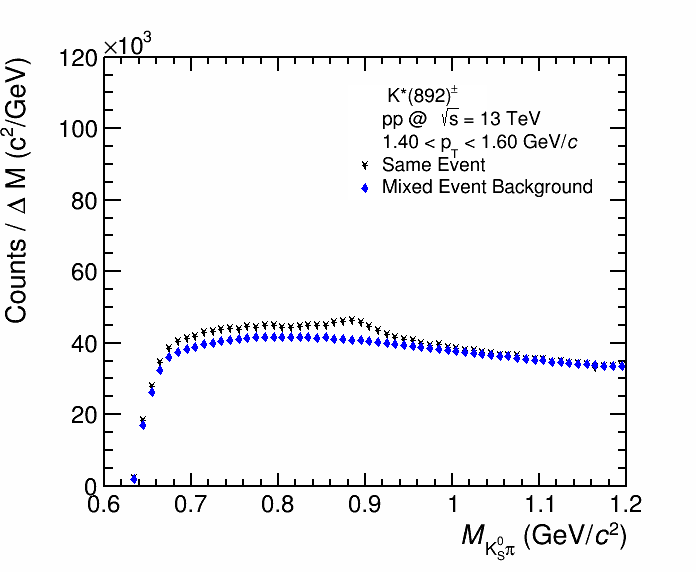 ×10³
120
100
80
60
40
20
0
Counts / Δ M (c²/GeV)
K*(892)±
pp @ √s = 13 TeV
1.40 < p_T < 1.60 GeV/c
Same Event
Mixed Event Background
0.6 0.7 0.8 0.9 1 1.1 1.2
M_K⁰_Sπ (GeV/c²)